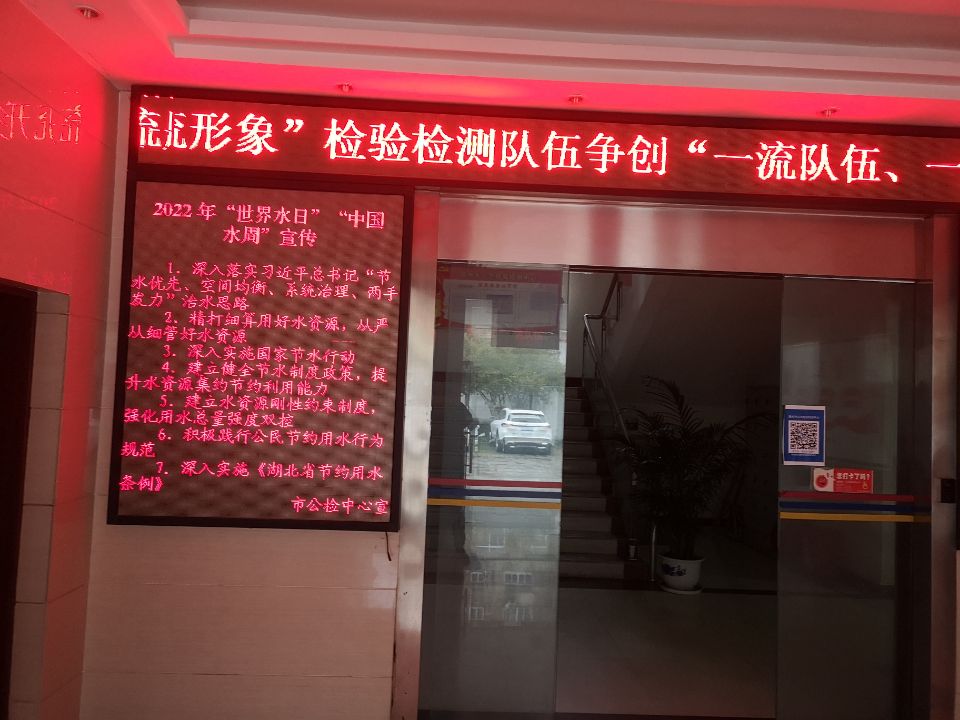 流形象”检验检测队伍争创“一流队伍、一
2022年“世界水日”“中国
水周”宣传
1．深入落实习近平总书记“节
水优先、空间均衡、系统治理、两手
发力”治水思路
2．精打细算用好水资源，从严
从细管好水资源
3．深入实施国家节水行动
4．建立健全节水制度政策，提
升水资源集约节约利用能力
5．建立水资源刚性约束制度，
强化用水总量强度双控
6．积极践行公民节约用水行为
规范
7．深入实施《湖北省节约用水
条例》
市公检中心宣
您打卡了吗?